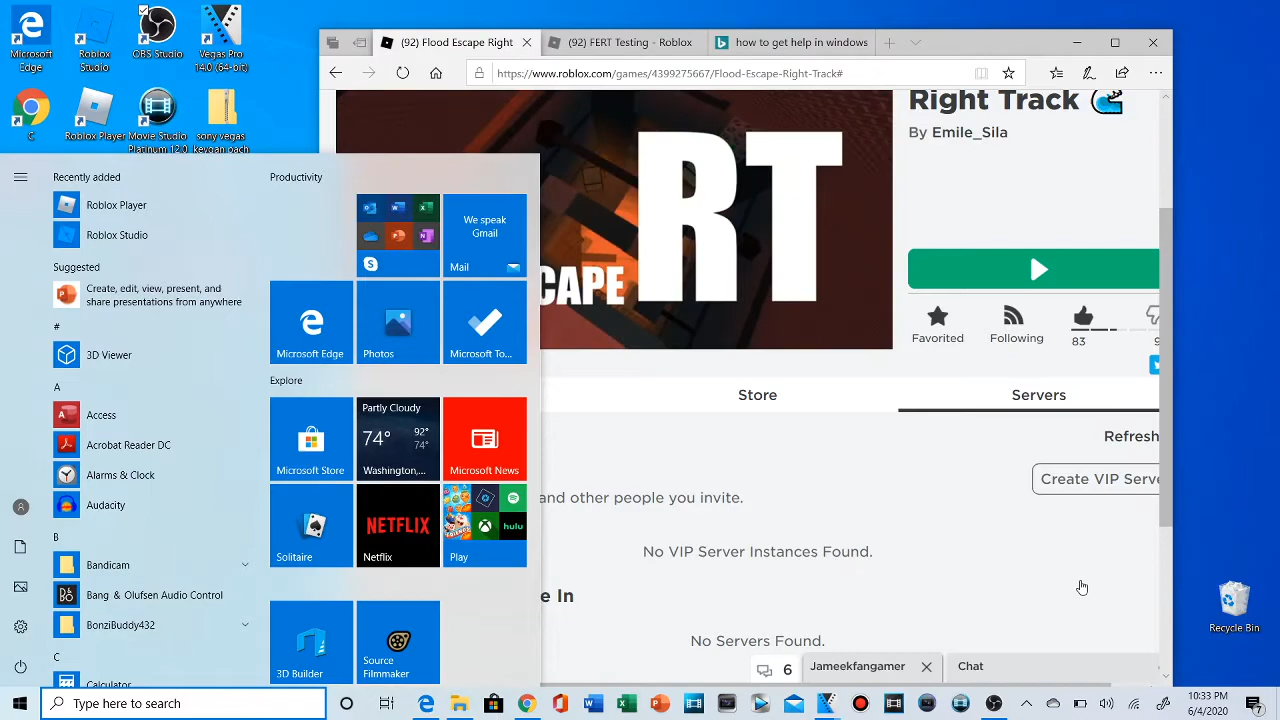 Microsoft Edge
Roblox Studio
OBS Studio
Vegas Pro 14.0 (64-bit)
C
Roblox Player
Movie Studio Platinum 12.0
sony vegas keygan pach
(92) Flood Escape Right
(92) FERT Testing - Roblox
how to get help in windows
https://www.roblox.com/games/4399275667/Flood-Escape-Right-Track#
RT
CAPE
Right Track
By Emile_Sila
Favorited
Following
83
9
Store
Servers
Refresh
Create VIP Serve
and other people you invite.
No VIP Server Instances Found.
e In
No Servers Found.
6
Jameekfangamer
Chat
Recently added
Roblox Player
Roblox Studio
Suggested
Create, edit, view, present, and
share presentations from anywhere
#
3D Viewer
A
Access
Acrobat Reader DC
Alarms & Clock
Audacity
B
Bandicam
Bang & Olufsen Audio Control
BonziBuddy432
C
Calculator
Productivity
We speak
Gmail
Mail
Microsoft Edge
Photos
Microsoft To...
Explore
Microsoft Store
Partly Cloudy
74° 92°
74°
Washington,...
Microsoft News
Solitaire
NETFLIX
Netflix
hulu
Play
3D Builder
Source
Filmmaker
Recycle Bin
Type here to search
10:33 PM
6/4/2020
7